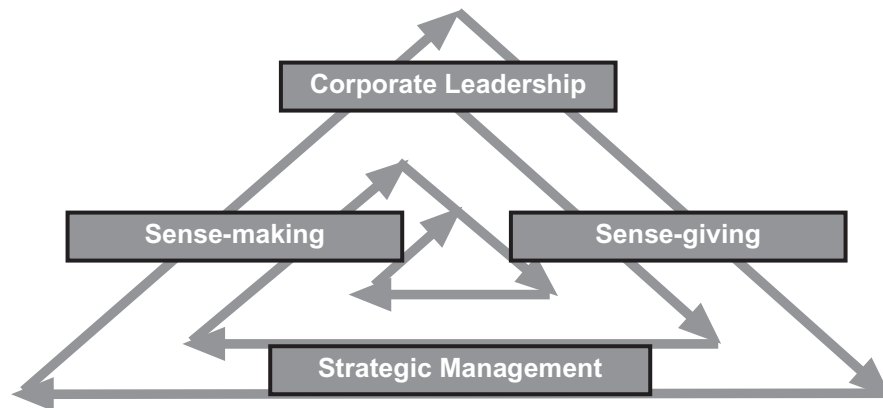 Corporate Leadership
Sense-making
Sense-giving
Strategic Management